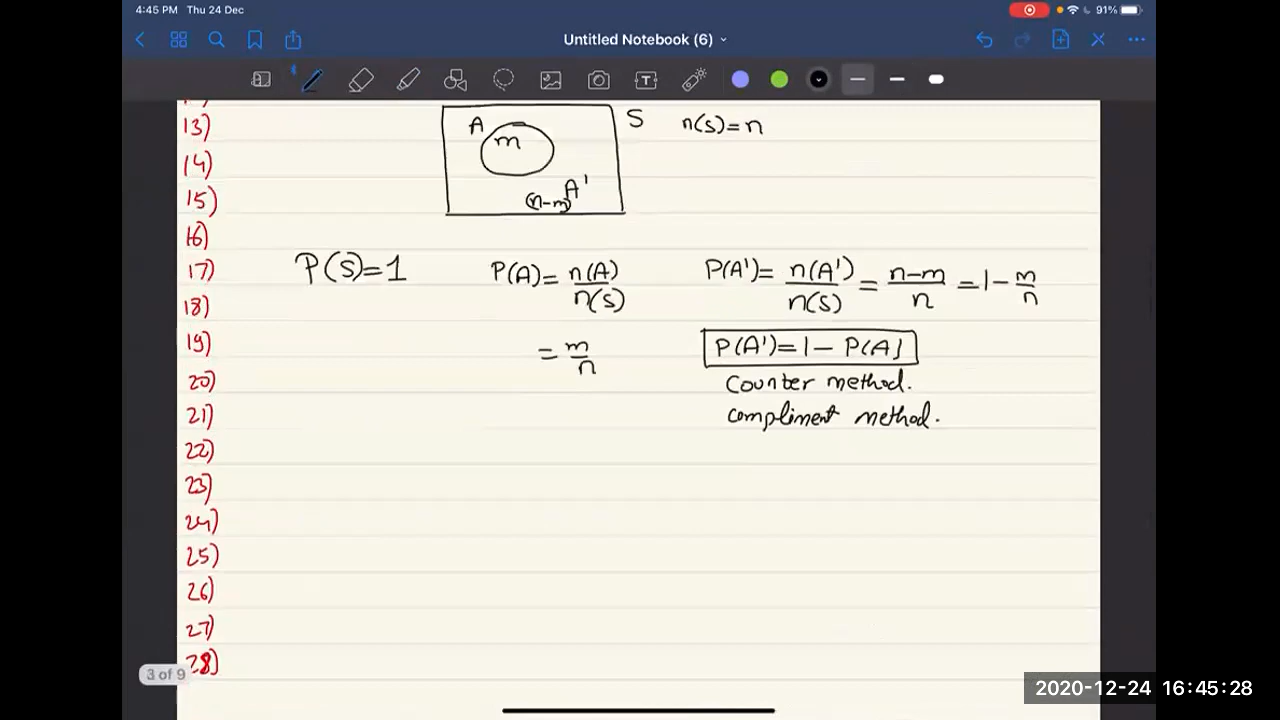 4:45 PM Thu 24 Dec
91%
Untitled Notebook (6)
T
13) A m S n(s)=n
14)
15) (n-m) A'
16)
17) P(S)=1 P(A)= n(A)/n(s) P(A')= n(A')/n(s) = n-m/n =1- m/n
18)
19) = m/n P(A')=1- P(A)
20) Counter method.
21) compliment method.
22)
23)
24)
25)
26)
27)
28)
3 of 9
2020-12-24 16:45:28